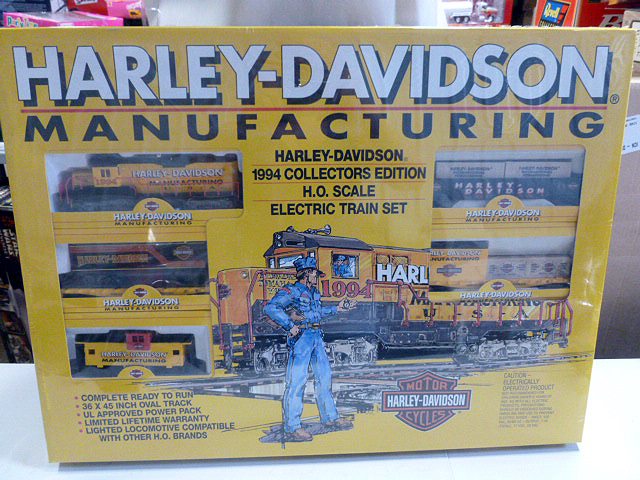 HARLEY-DAVIDSON®
MANUFACTURING
HARLEY-DAVIDSON
1994 COLLECTORS EDITION
H.O. SCALE
ELECTRIC TRAIN SET
1994
HARLEY-DAVIDSON
MANUFACTURING
HARLEY-DAVIDSON
MANUFACTURING
HARLEY-DAVIDSON
HARLEY-DAVIDSON
MANUFACTURING
HARLEY-DAVIDSON
MANUFACTURING
HARLEY-DAVIDSON
MANUFACTURING
HARLEY-DAVIDSON
HARL
1994
• COMPLETE READY TO RUN
• 36 X 45 INCH OVAL TRACK
• UL APPROVED POWER PACK
• LIMITED LIFETIME WARRANTY
• LIGHTED LOCOMOTIVE COMPATIBLE
WITH OTHER H.O. BRANDS
MOTOR
HARLEY-DAVIDSON
CYCLES
CAUTION-
ELECTRICALLY
OPERATED PRODUCT